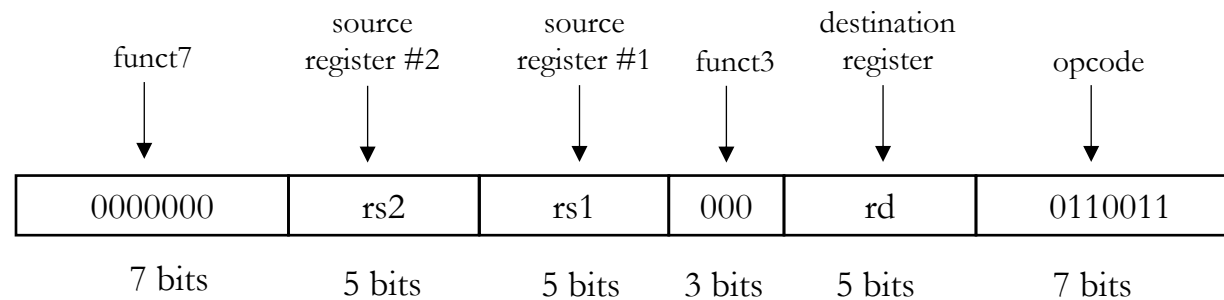 source
source
destination
funct7
register #2
register #1
funct3
register
opcode
0000000
rs2
rs1
000
rd
0110011
7 bits
5 bits
5 bits
3 bits
5 bits
7 bits